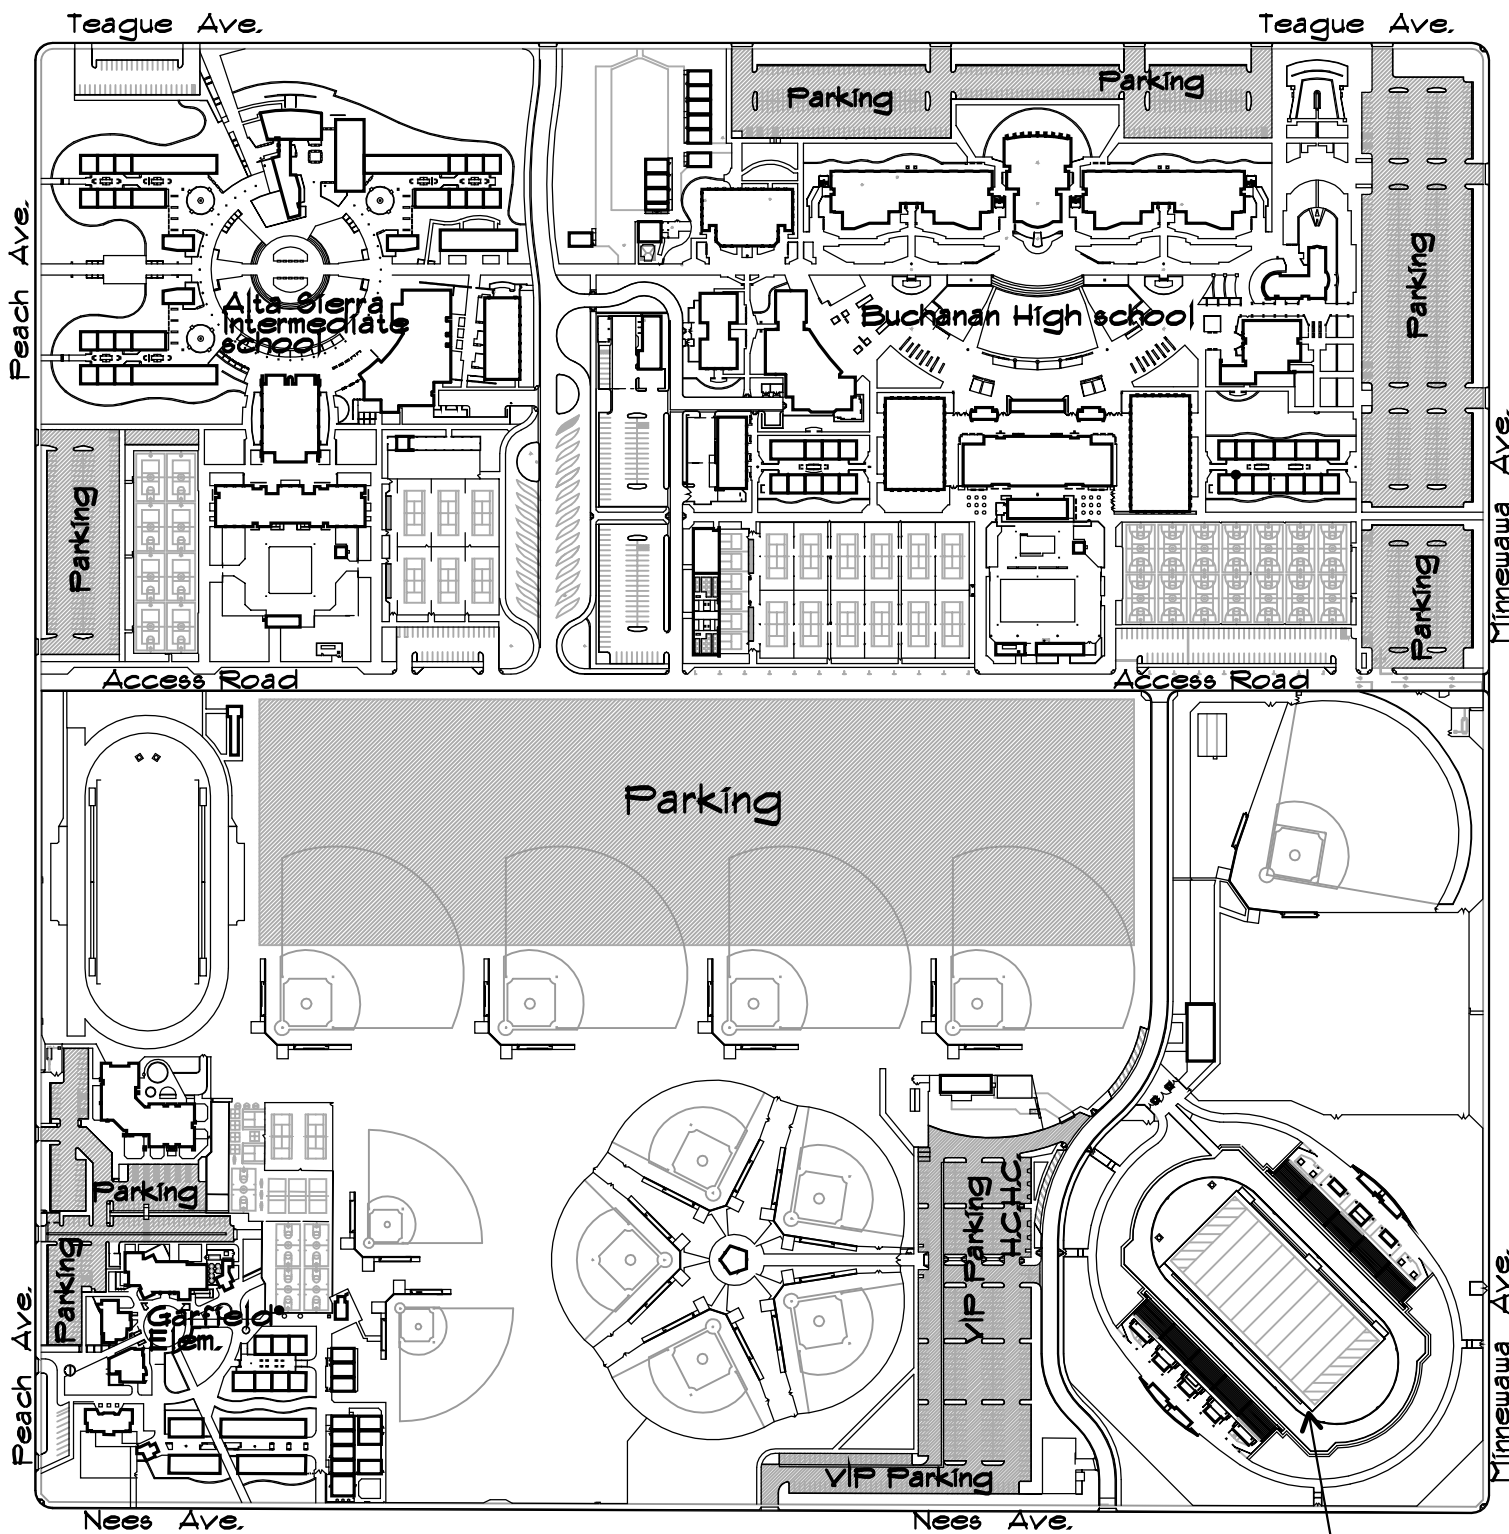 Teague Ave.
Teague Ave.
Parking
Parking
Peach Ave.
Parking
Alta Sierra
Intermediate
school
Buchanan High school
Minnewawa Ave.
Parking
Parking
Access Road
Access Road
Parking
Parking
Parking
VIP Parking
H.C.
H.C.
Garfield
Elem.
Peach Ave.
Minnewawa Ave.
VIP Parking
Nees Ave.
Nees Ave.